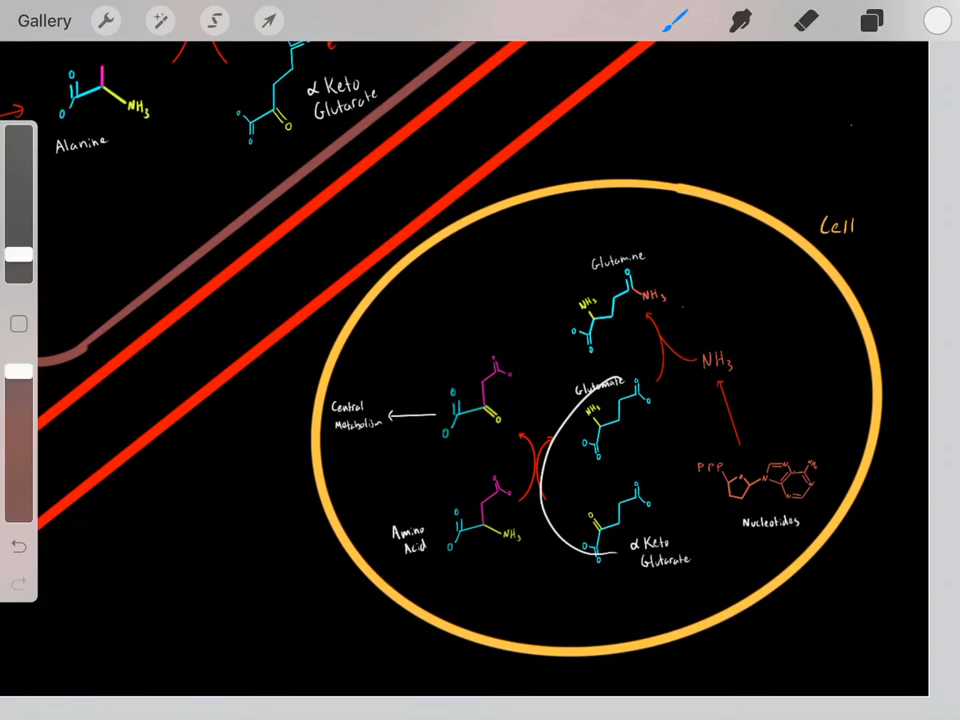 Gallery
α Keto
Glutarate
NH3
Alanine
Cell
Glutamine
NH3
NH3
NH3
Glutamate
NH3
Central
Metabolism
PPP
Nucleotides
Amino
Acid
NH3
α Keto
Glutarate